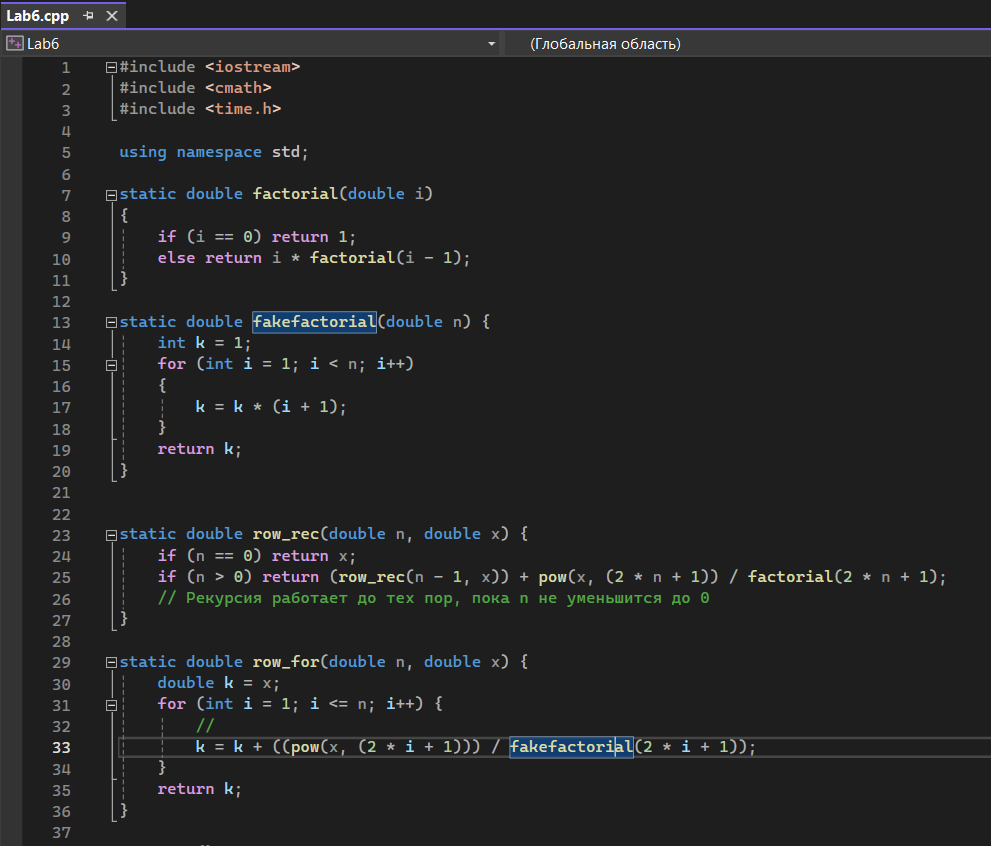 Lab6.cpp
Lab6 (Глобальная область)
1 #include <iostream>
2 #include <cmath>
3 #include <time.h>
4
5 using namespace std;
6
7 static double factorial(double i)
8 {
9 if (i == 0) return 1;
10 else return i * factorial(i - 1);
11 }
12
13 static double fakefactorial(double n) {
14 int k = 1;
15 for (int i = 1; i < n; i++)
16 {
17 k = k * (i + 1);
18 }
19 return k;
20 }
21
22
23 static double row_rec(double n, double x) {
24 if (n == 0) return x;
25 if (n > 0) return (row_rec(n - 1, x)) + pow(x, (2 * n + 1)) / factorial(2 * n + 1);
26 // Рекурсия работает до тех пор, пока n не уменьшится до 0
27 }
28
29 static double row_for(double n, double x) {
30 double k = x;
31 for (int i = 1; i <= n; i++) {
32 //
33 k = k + ((pow(x, (2 * i + 1))) / fakefactorial(2 * i + 1));
34 }
35 return k;
36 }
37